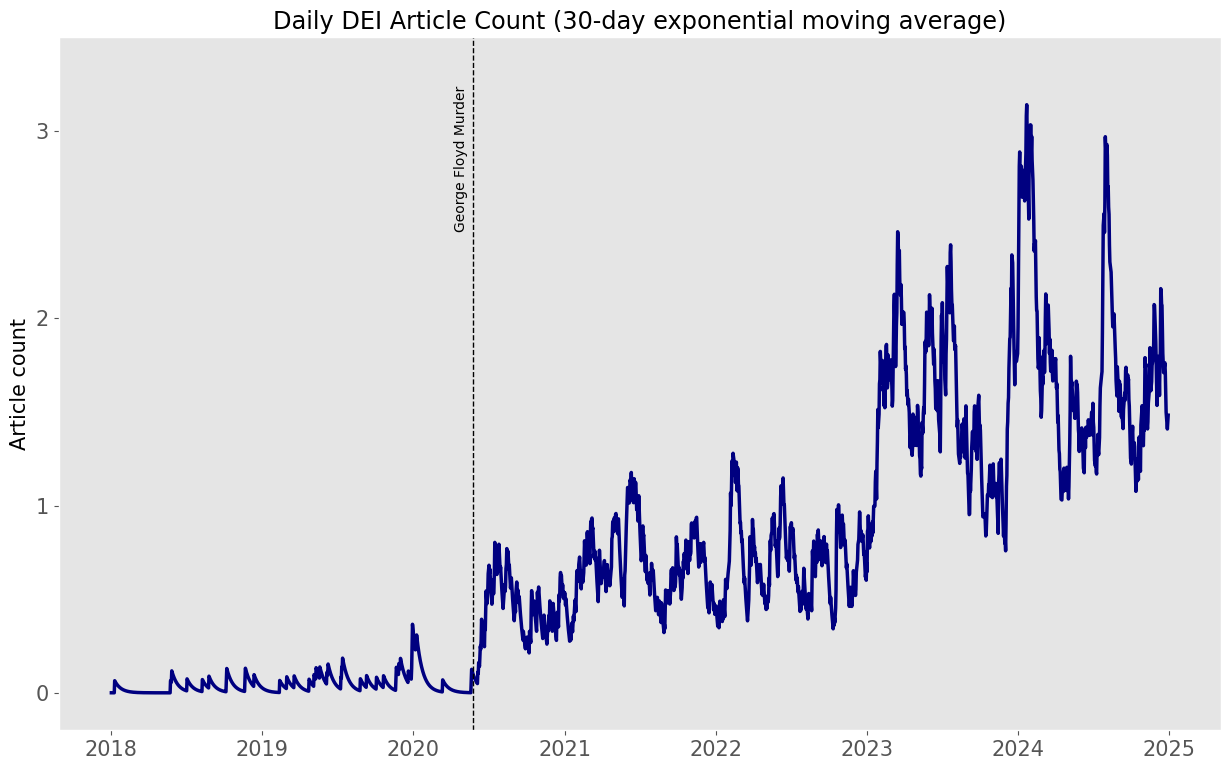 Daily DEI Article Count (30-day exponential moving average)
George Floyd Murder
Article count
3
2
1
0
2018 2019 2020 2021 2022 2023 2024 2025